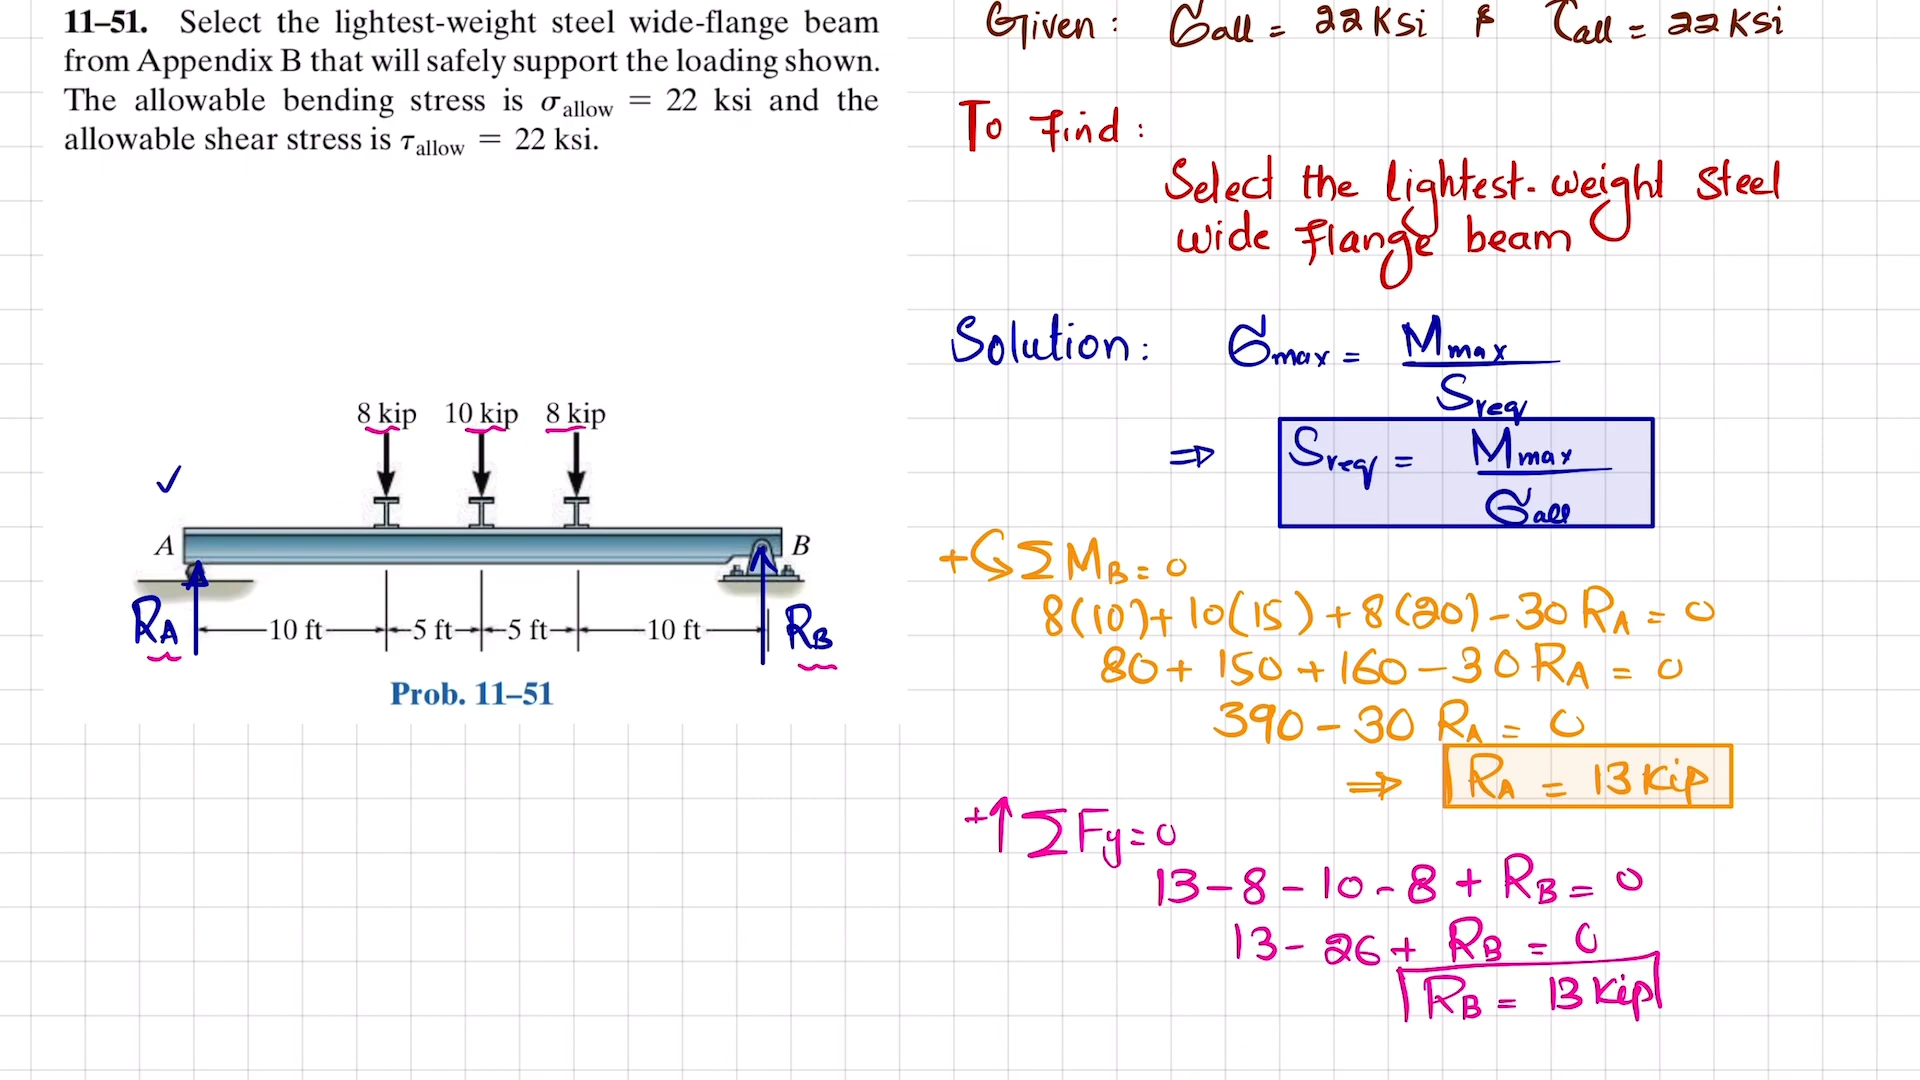 11–51. Select the lightest-weight steel wide-flange beam
from Appendix B that will safely support the loading shown.
The allowable bending stress is σallow = 22 ksi and the
allowable shear stress is τallow = 22 ksi.
8 kip 10 kip 8 kip
A B
RA 10 ft 5 ft 5 ft 10 ft RB
Prob. 11–51
Given: σall = 22 Ksi & τall = 22 Ksi
To find:
Select the lightest-weight steel
wide flange beam
Solution: σmax = Mmax / Sreq
⇒ Sreq = Mmax / σall
+↺ ΣMB = 0
8(10) + 10(15) + 8(20) - 30 RA = 0
80 + 150 + 160 - 30 RA = 0
390 - 30 RA = 0
⇒ RA = 13 Kip
+↑ ΣFy = 0
13 - 8 - 10 - 8 + RB = 0
13 - 26 + RB = 0
RB = 13 Kip